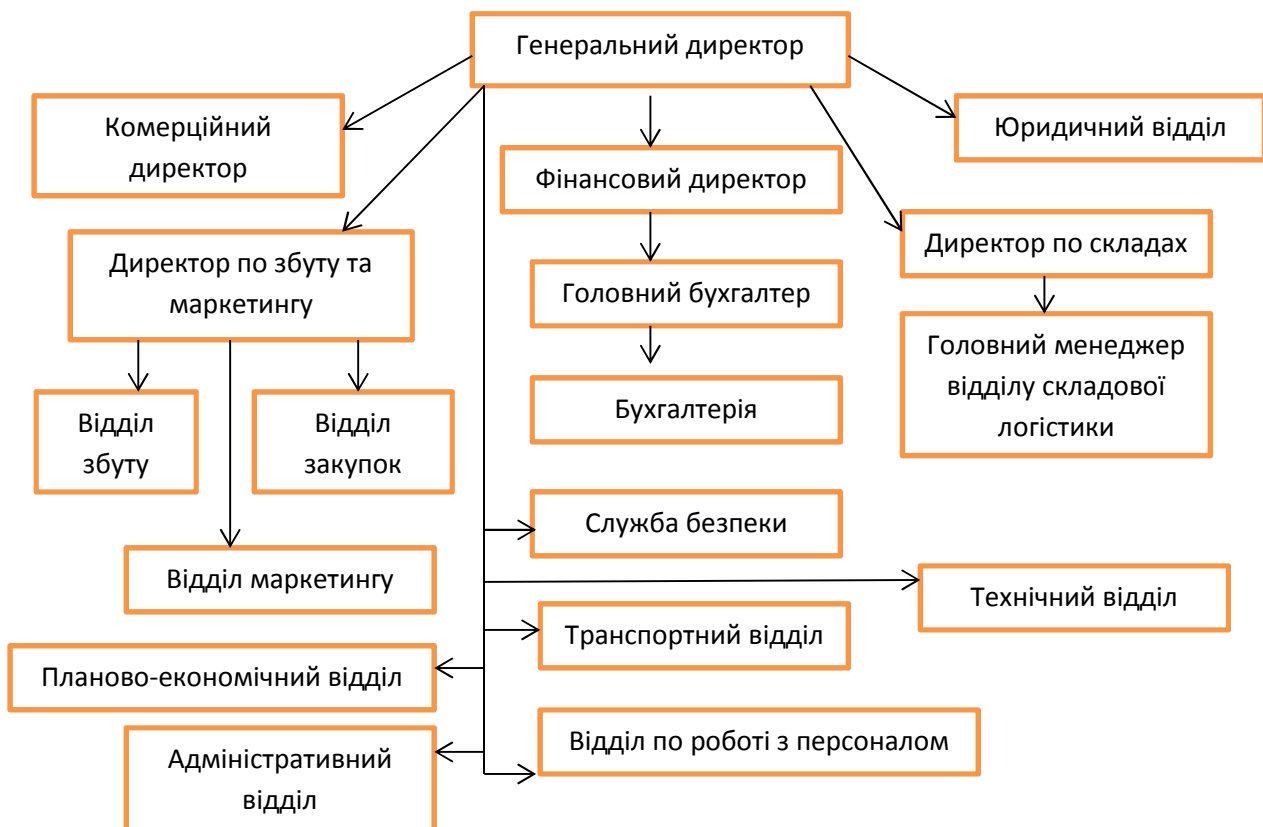 Генеральний директор
Комерційний
директор
Юридичний відділ
Фінансовий директор
Директор по збуту та
маркетингу
Директор по складах
Головний бухгалтер
Головний менеджер
відділу складової
логістики
Відділ
збуту
Відділ
закупок
Бухгалтерія
Служба безпеки
Відділ маркетингу
Технічний відділ
Транспортний відділ
Планово-економічний відділ
Відділ по роботі з персоналом
Адміністративний
відділ